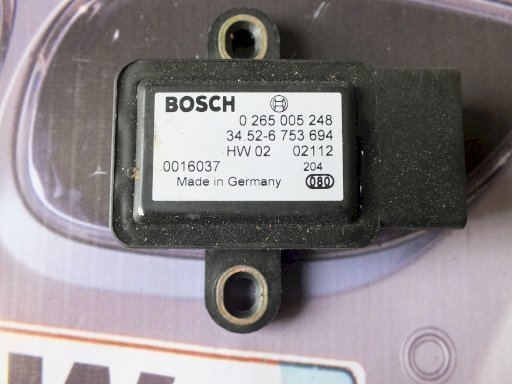 BOSCH
0 265 005 248
34.52-6 753 694
HW 02 02112
0016037 204
Made in Germany 080
W